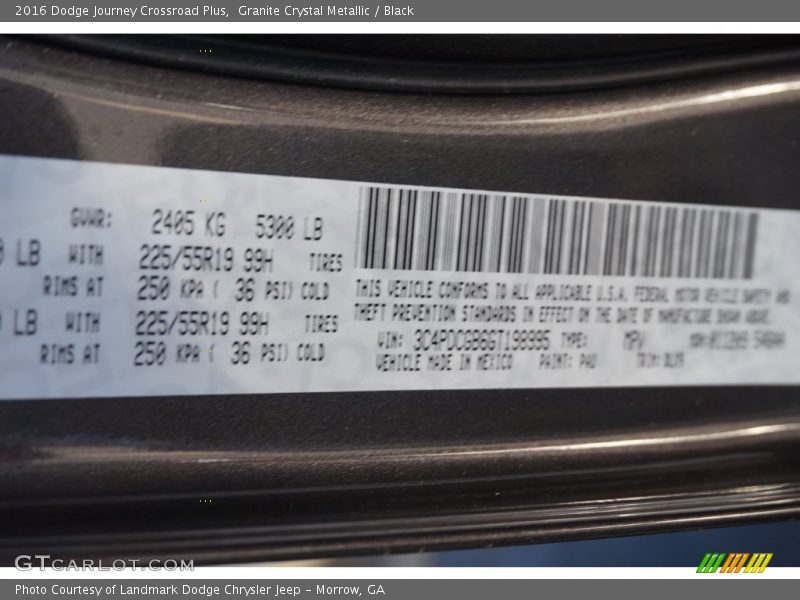 2016 Dodge Journey Crossroad Plus,  Granite Crystal Metallic / Black
GVWR: 2405 KG 5300 LB
LB WITH 225/55R19 99H TIRES
RIMS AT 250 KPA ( 36 PSI) COLD
LB WITH 225/55R19 99H TIRES
RIMS AT 250 KPA ( 36 PSI) COLD
THIS VEHICLE CONFORMS TO ALL APPLICABLE U.S.A. FEDERAL MOTOR VEHICLE SAFETY AND
THEFT PREVENTION STANDARDS IN EFFECT ON THE DATE OF MANUFACTURE SHOWN ABOVE.
VIN: 3C4PDCGB6GT198995 TYPE: MPV
VEHICLE MADE IN MEXICO PAINT: PAU TRIM:
GTCARLOT.COM
Photo Courtesy of Landmark Dodge Chrysler Jeep - Morrow, GA